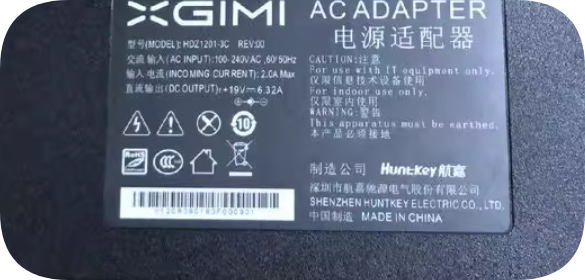 XGIMI
AC ADAPTER
电源适配器
型号(MODEL): HDZ1201-3C REV:00
交流输入(AC INPUT):100-240V AC ,60/50Hz
输入电流(INCOMING CURRENT): 2.0A Max
直流输出(DC OUTPUT):+19V⎓6.32A
CAUTION:注意
For use with IT equipment only.
仅限信息技术设备使用
For indoor use only.
仅限室内使用
WARNING:警告
This apparatus must be earthed.
本产品必须接地
10
RoHS
CCC
制造公司 Huntkey航嘉
深圳市航嘉驰源电气股份有限公司
SHENZHEN HUNTKEY ELECTRIC CO., LTD.
中国制造 MADE IN CHINA